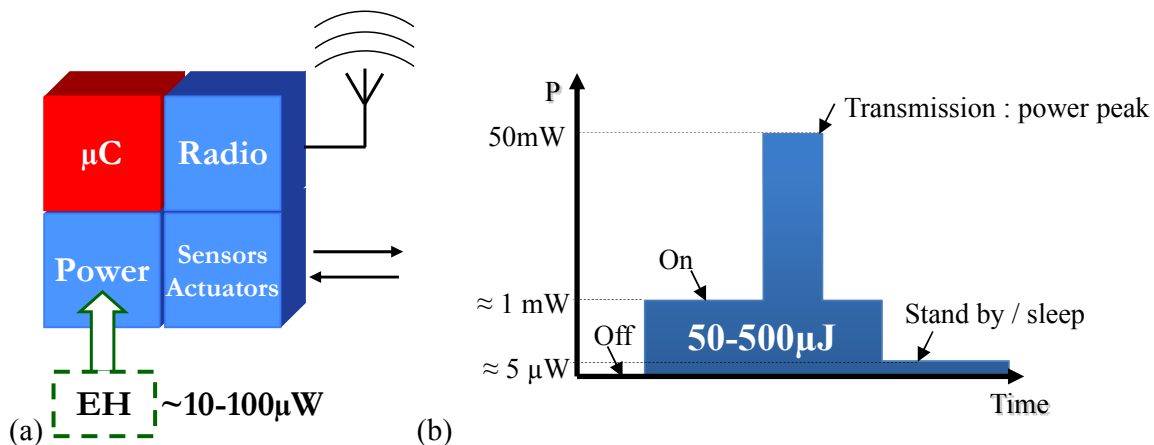 μC
Radio
Power
Sensors
Actuators
EH
~10-100μW
(a)
P
50mW
Transmission : power peak
On
≈ 1 mW
Stand by / sleep
Off
50-500μJ
≈ 5 μW
Time
(b)